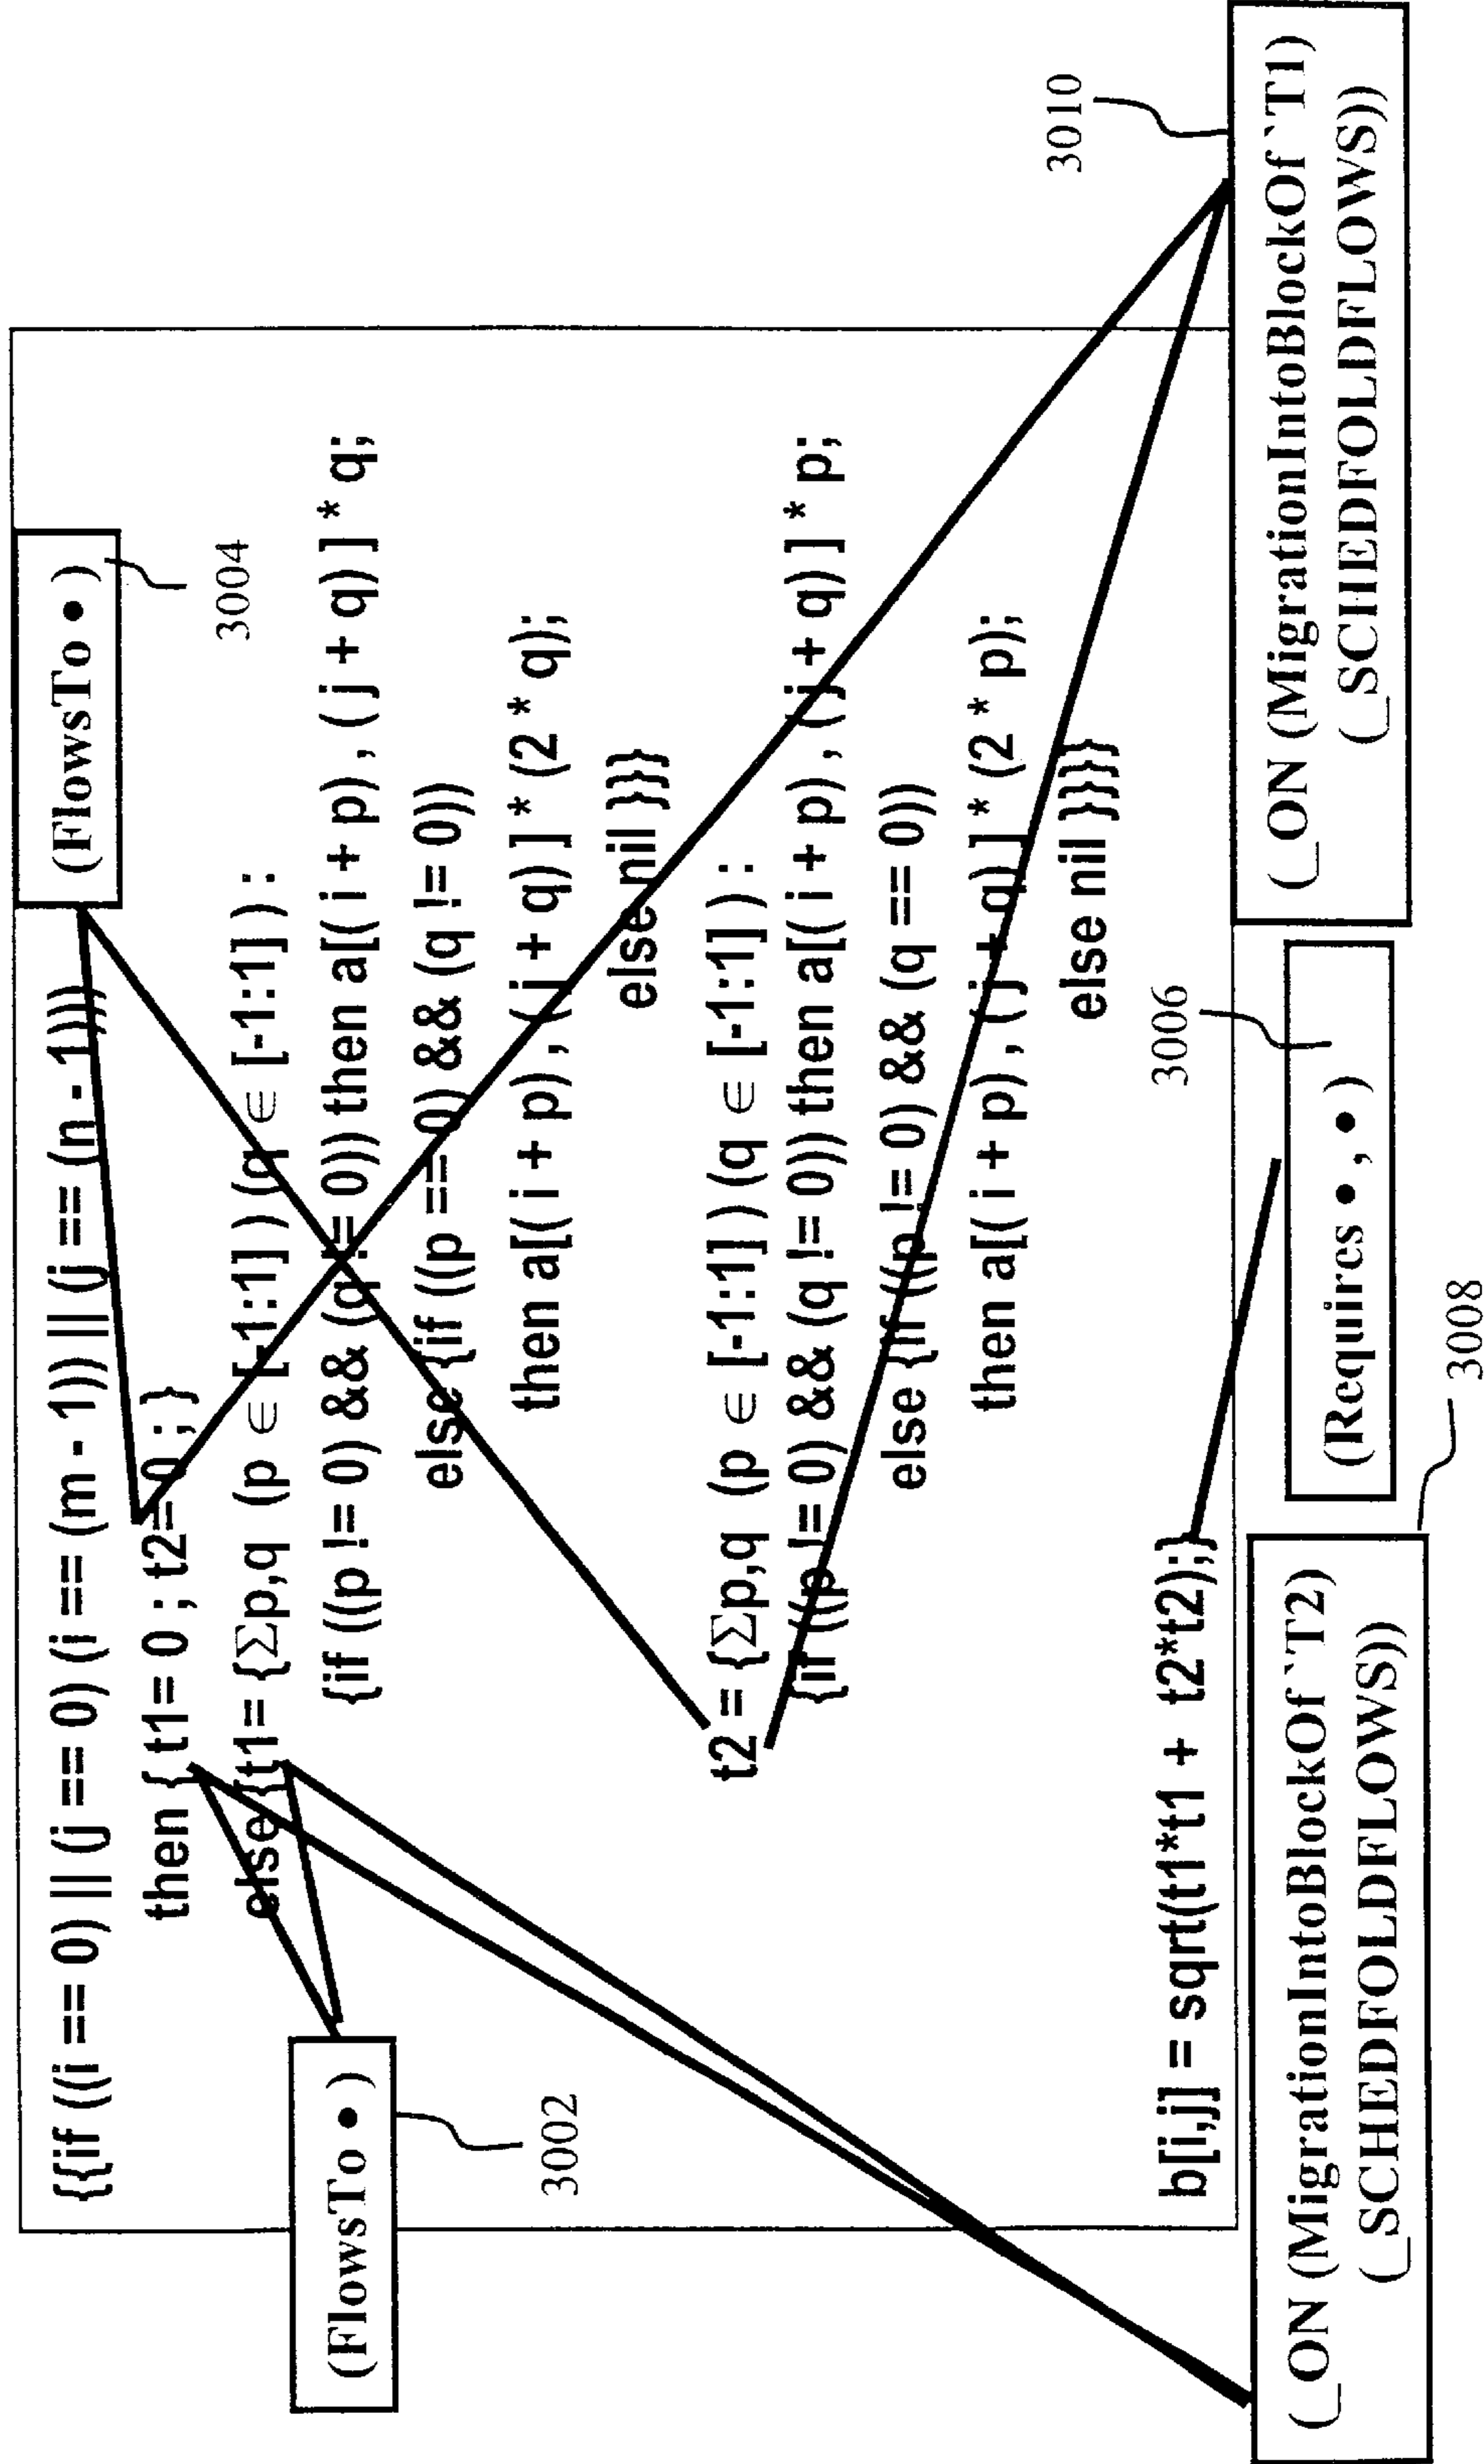 (FlowsTo • )
3004
{{if ((i == 0) || (j == 0) (i == (m - 1)) || (j == (n - 1)))
then { t1= 0 ; t2= 0 ; }
else {t1= {Σp,q (p ∈ [-1:1] ) (q ∈ [-1:1] ) :
{if ((p != 0) && (q != 0)) then a[( i + p) , ( j + q) ] * q;
else {if ((p == 0) && (q != 0))
then a[( i + p) , ( j + q) ] * (2 * q);
else nil }}}
(FlowsTo • )
3002
t2 = {Σp,q (p ∈ [-1:1] ) (q ∈ [-1:1] ) :
{if ((p != 0) && (q != 0)) then a[( i + p) , ( j + q) ] * p;
else {if ((p != 0) && (q == 0))
then a[( i + p) , ( j + q) ] * (2 * p);
else nil }}}}
b[i,j] = sqrt(t1*t1 + t2*t2);}
3010
3006
(_ON (MigrationIntoBlockOf `T2)
(_SCHEDFOLDFLOWS))
3008
(Requires • , • )
(_ON (MigrationIntoBlockOf `T1)
(_SCHEDFOLDFLOWS))